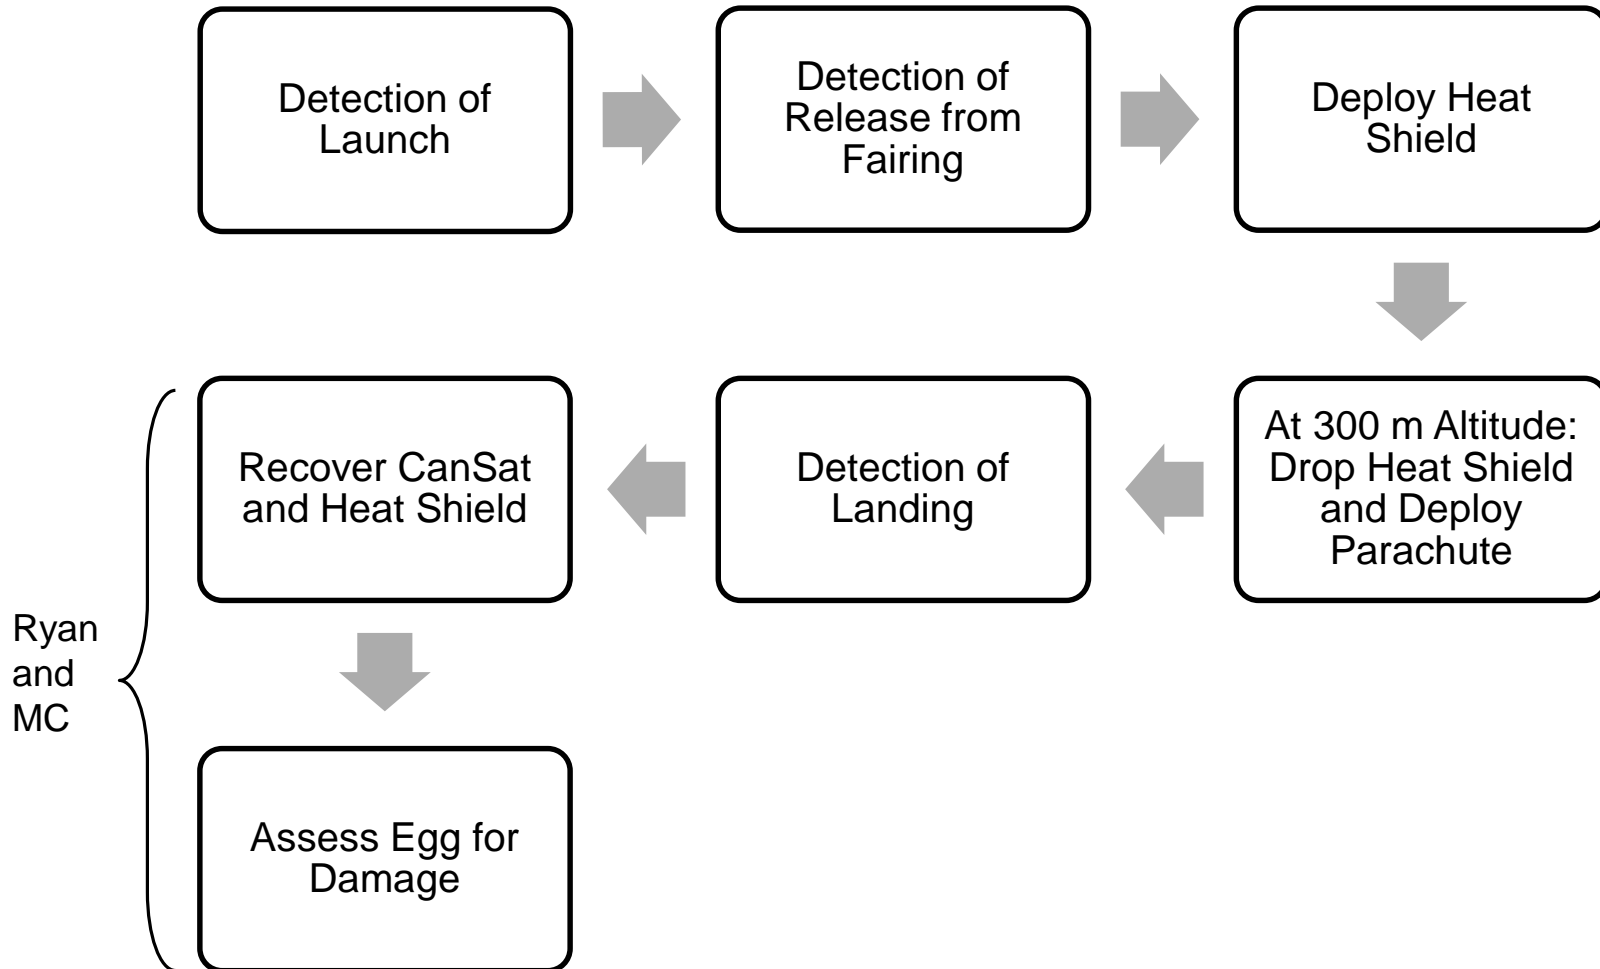 Detection of
Launch
Detection of
Release from
Fairing
Deploy Heat
Shield
At 300 m Altitude:
Drop Heat Shield
and Deploy
Parachute
Detection of
Landing
Recover CanSat
and Heat Shield
Ryan
and
MC
Assess Egg for
Damage